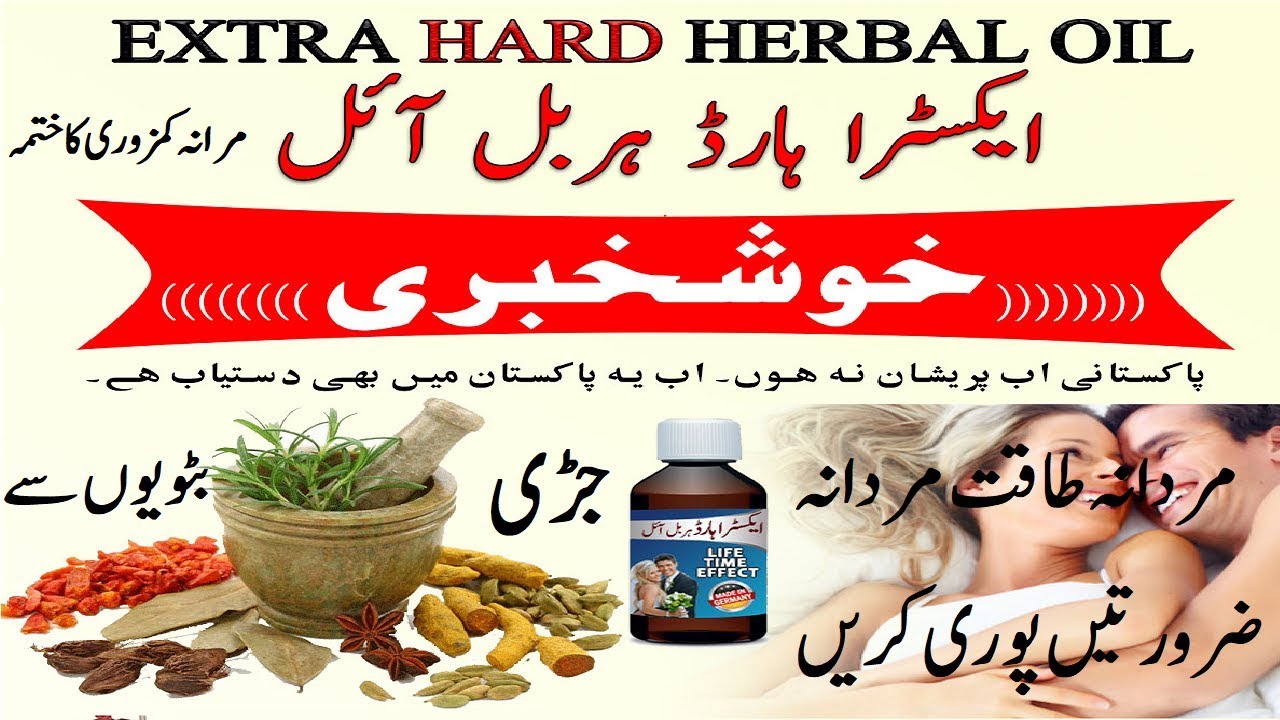 EXTRA HARD HERBAL OIL
ایکسٹرا ہارڈ ہربل آئل
مرانہ کمزوری کا ختمہ
خوشخبری
پاکستانی اب پریشان نہ ہوں۔ اب یہ پاکستان میں بھی دستیاب ہے۔
جڑی
بٹویوں سے
ایکسٹرا ہارڈ ہربل آئل
LIFE
TIME
EFFECT
MADE IN
GERMANY
مردانہ طاقت مردانہ
ضرورتیں پوری کریں